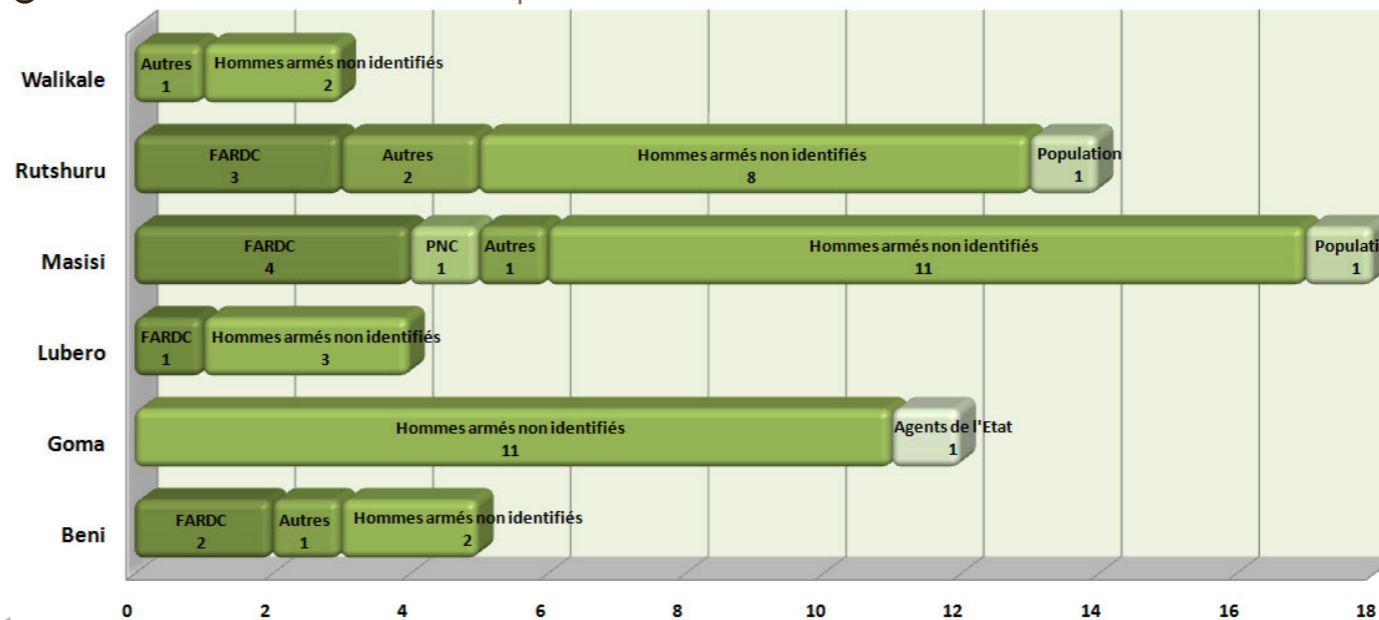 Walikale
Autres
1
Hommes armés non identifiés
2
Rutshuru
FARDC
3
Autres
2
Hommes armés non identifiés
8
Population
1
Masisi
FARDC
4
PNC
1
Autres
1
Hommes armés non identifiés
11
Populati
1
Lubero
FARDC
1
Hommes armés non identifiés
3
Goma
Hommes armés non identifiés
11
Agents de l'Etat
1
Beni
FARDC
2
Autres
1
Hommes armés non identifiés
2
0 2 4 6 8 10 12 14 16 18